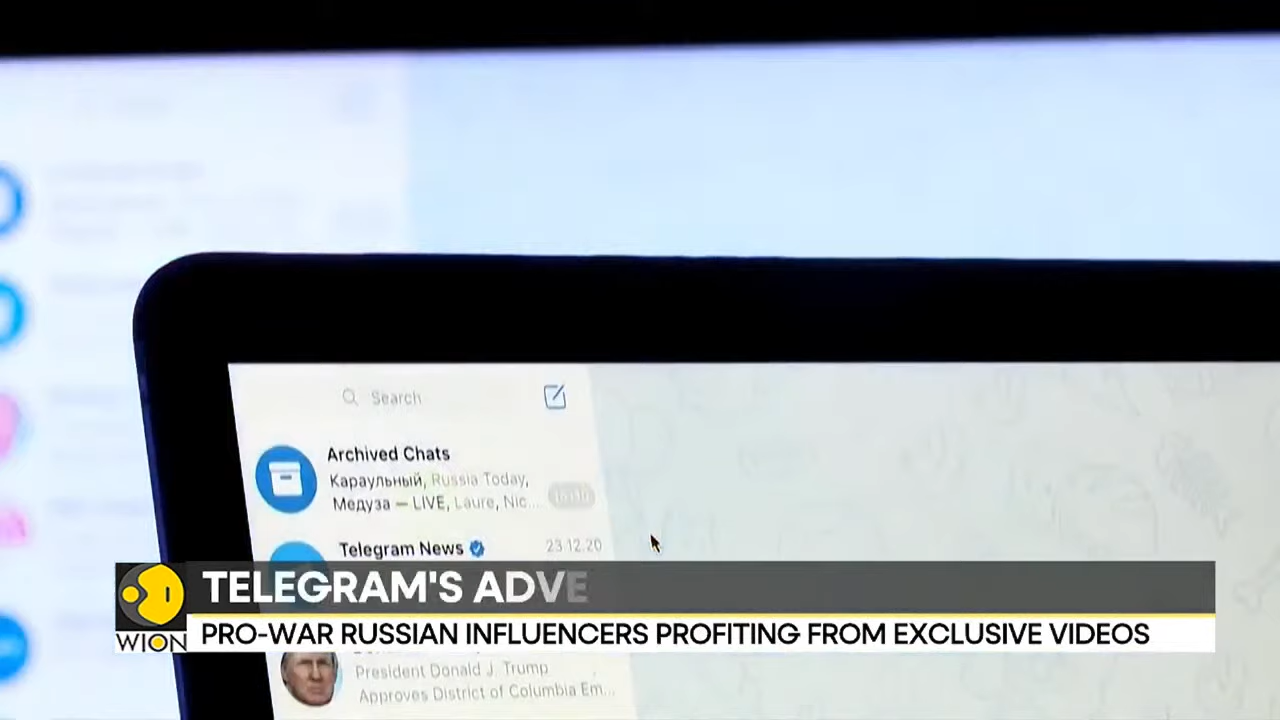 Search
Archived Chats
Караульный, Russia Today,
Медуза — LIVE, Laure, Nic...
Telegram News
23.12.20
TELEGRAM'S ADVE
WION
PRO-WAR RUSSIAN INFLUENCERS PROFITING FROM EXCLUSIVE VIDEOS
President Donald J. Trump
Approves District of Columbia Em...